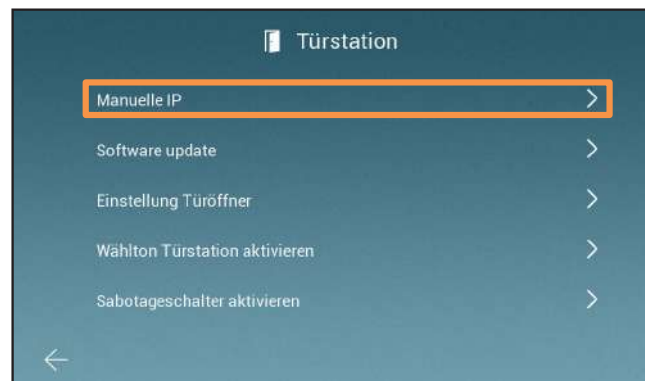 Türstation
Manuelle IP
Software update
Einstellung Türöffner
Wählton Türstation aktivieren
Sabotageschalter aktivieren